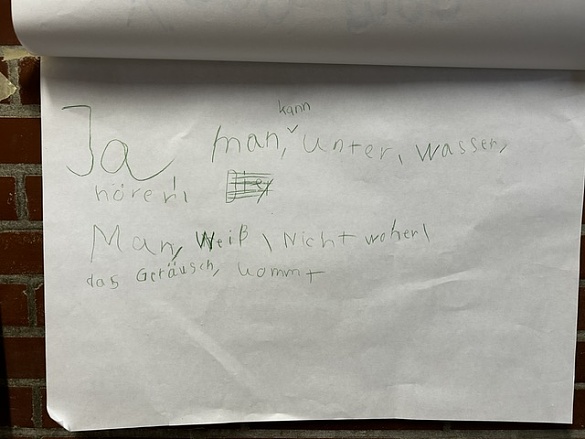 kann
Ja man, unter, wasser,
hören
Man, Weiß \ Nicht woher \
das Geräusch, kommt